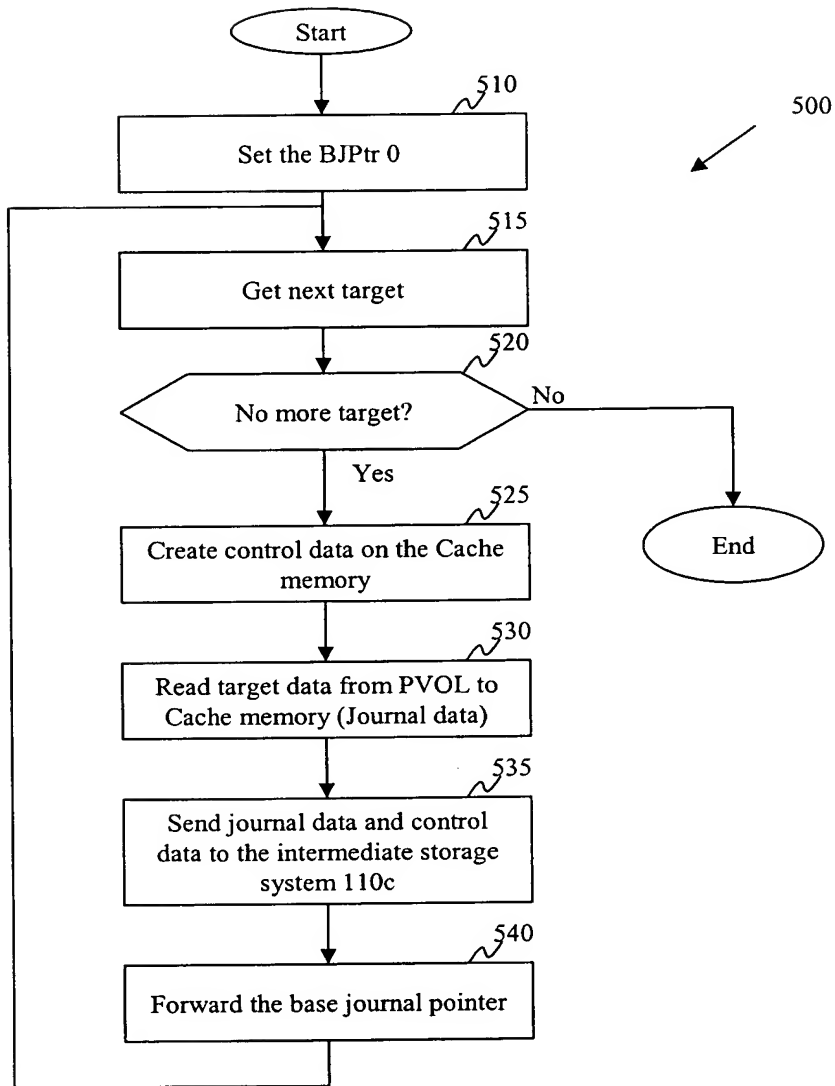 Start
510
500
Set the BJPtr 0
515
Get next target
520
No more target?
No
Yes
525
Create control data on the Cache
memory
End
530
Read target data from PVOL to
Cache memory (Journal data)
535
Send journal data and control
data to the intermediate storage
system 110c
540
Forward the base journal pointer